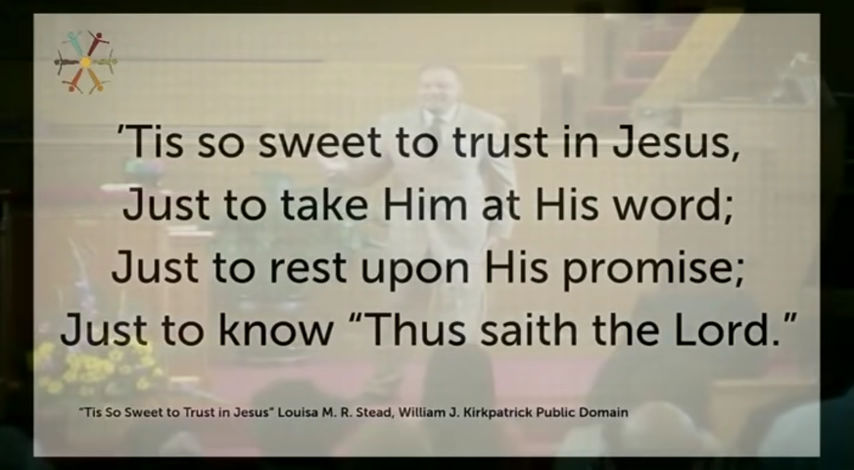 ’Tis so sweet to trust in Jesus,
Just to take Him at His word;
Just to rest upon His promise;
Just to know “Thus saith the Lord.”
“Tis So Sweet to Trust in Jesus” Louisa M. R. Stead, William J. Kirkpatrick Public Domain